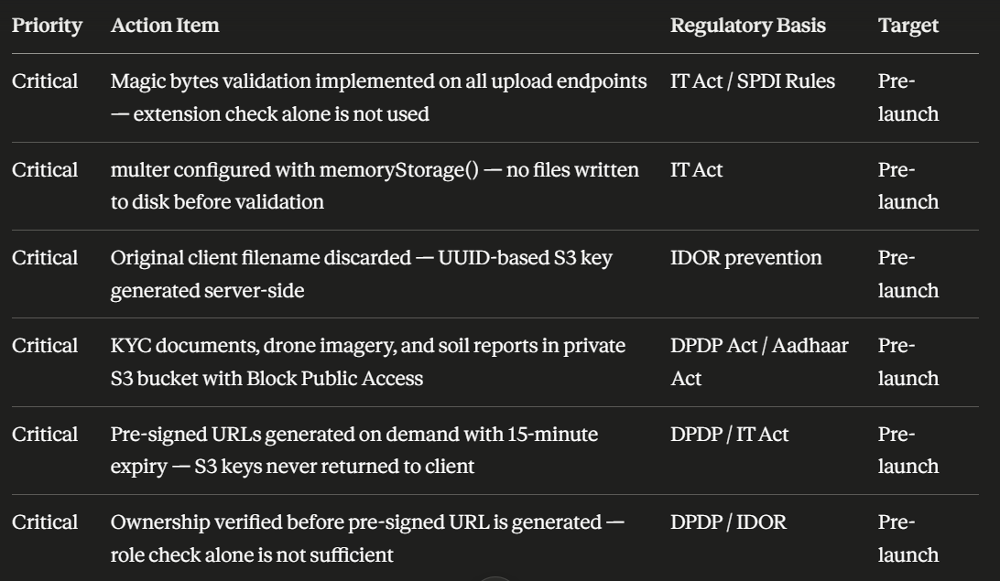 Priority Action Item Regulatory Basis Target
Critical Magic bytes validation implemented on all upload endpoints IT Act / SPDI Rules Pre-
— extension check alone is not used launch
Critical multer configured with memoryStorage() — no files written IT Act Pre-
to disk before validation launch
Critical Original client filename discarded — UUID-based S3 key IDOR prevention Pre-
generated server-side launch
Critical KYC documents, drone imagery, and soil reports in private DPDP Act / Aadhaar Pre-
S3 bucket with Block Public Access Act launch
Critical Pre-signed URLs generated on demand with 15-minute DPDP / IT Act Pre-
expiry — S3 keys never returned to client launch
Critical Ownership verified before pre-signed URL is generated — DPDP / IDOR Pre-
role check alone is not sufficient launch